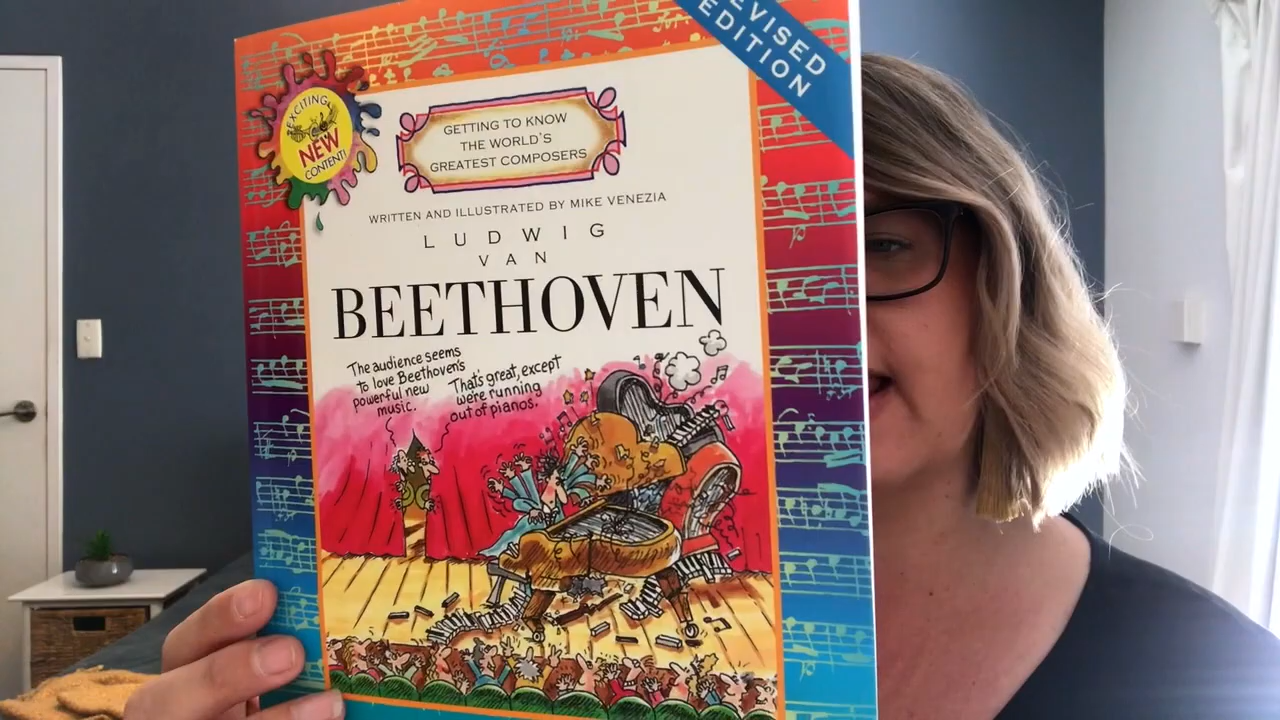 REVISED
EDITION
EXCITING
NEW
CONTENT!
GETTING TO KNOW
THE WORLD'S
GREATEST COMPOSERS
WRITTEN AND ILLUSTRATED BY MIKE VENEZIA
LUDWIG
VAN
BEETHOVEN
The audience seems
to love Beethoven's
powerful new
music.
That's great, except
we're running
out of pianos.